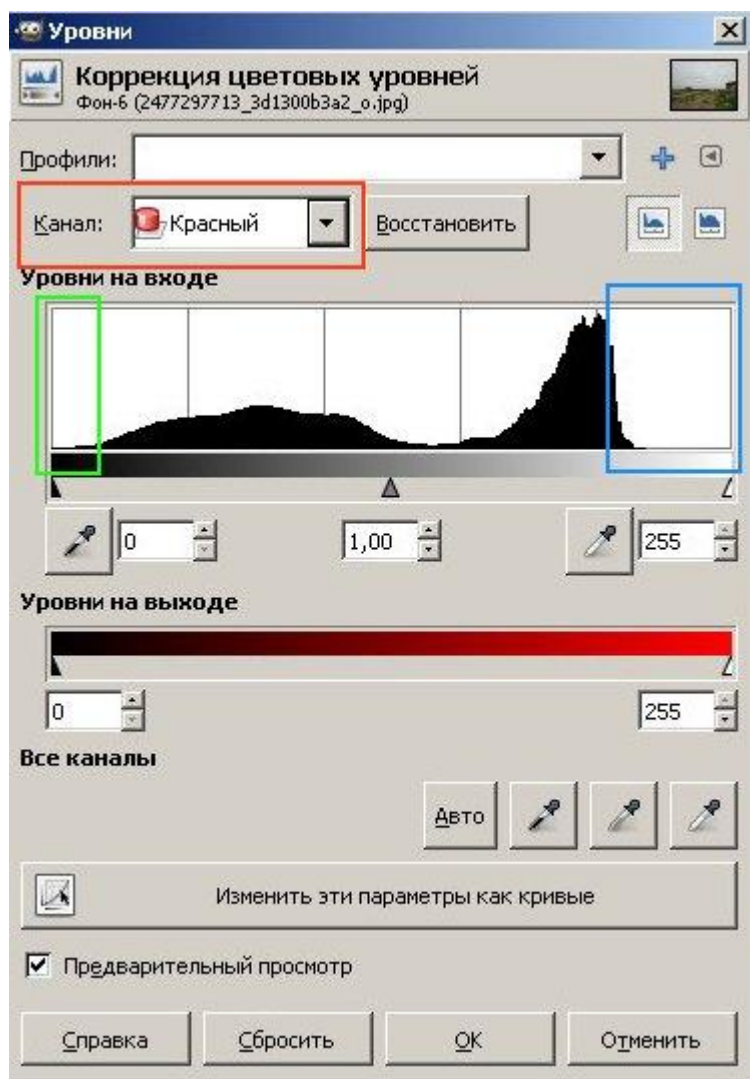 Уровни
Коррекция цветовых уровней
Фон-6 (2477297713_3d1300b3a2_o.jpg)
Профили:
Канал: Красный Восстановить
Уровни на входе
0 1,00 255
Уровни на выходе
0 255
Все каналы
Авто
Изменить эти параметры как кривые
Предварительный просмотр
Справка Сбросить OK Отменить